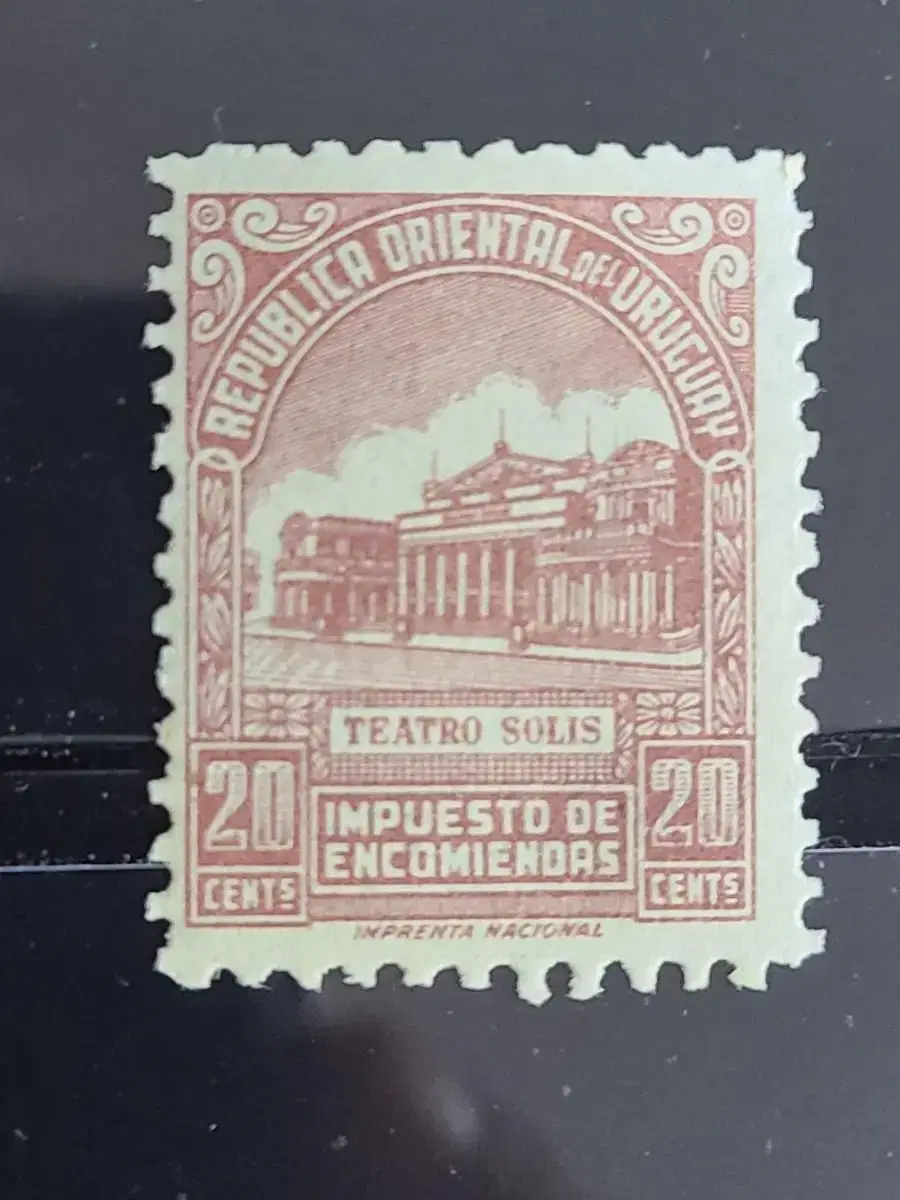 REPUBLICA ORIENTAL DEL URUGUAY
TEATRO SOLIS
20 CENTS
IMPUESTO DE
ENCOMIENDAS
20 CENTS
IMPRENTA NACIONAL